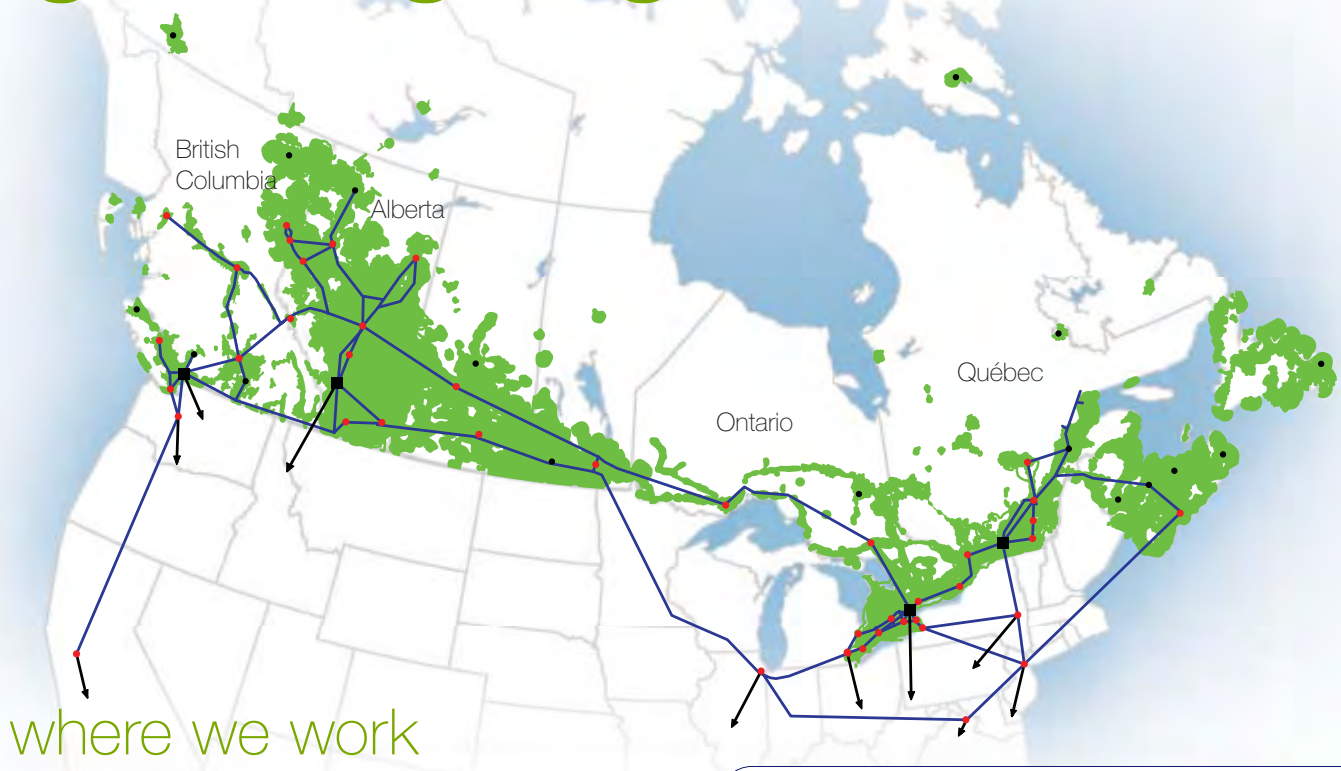 British
Columbia
Alberta
Ontario
Québec
where we work